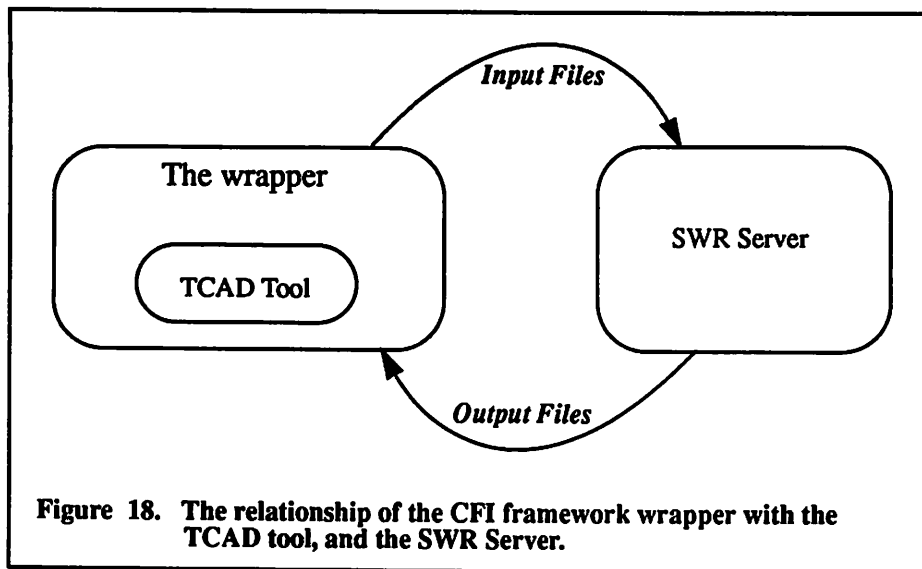 Input Files
The wrapper
SWR Server
TCAD Tool
Output Files
Figure 18. The relationship of the CFI framework wrapper with the
TCAD tool, and the SWR Server.